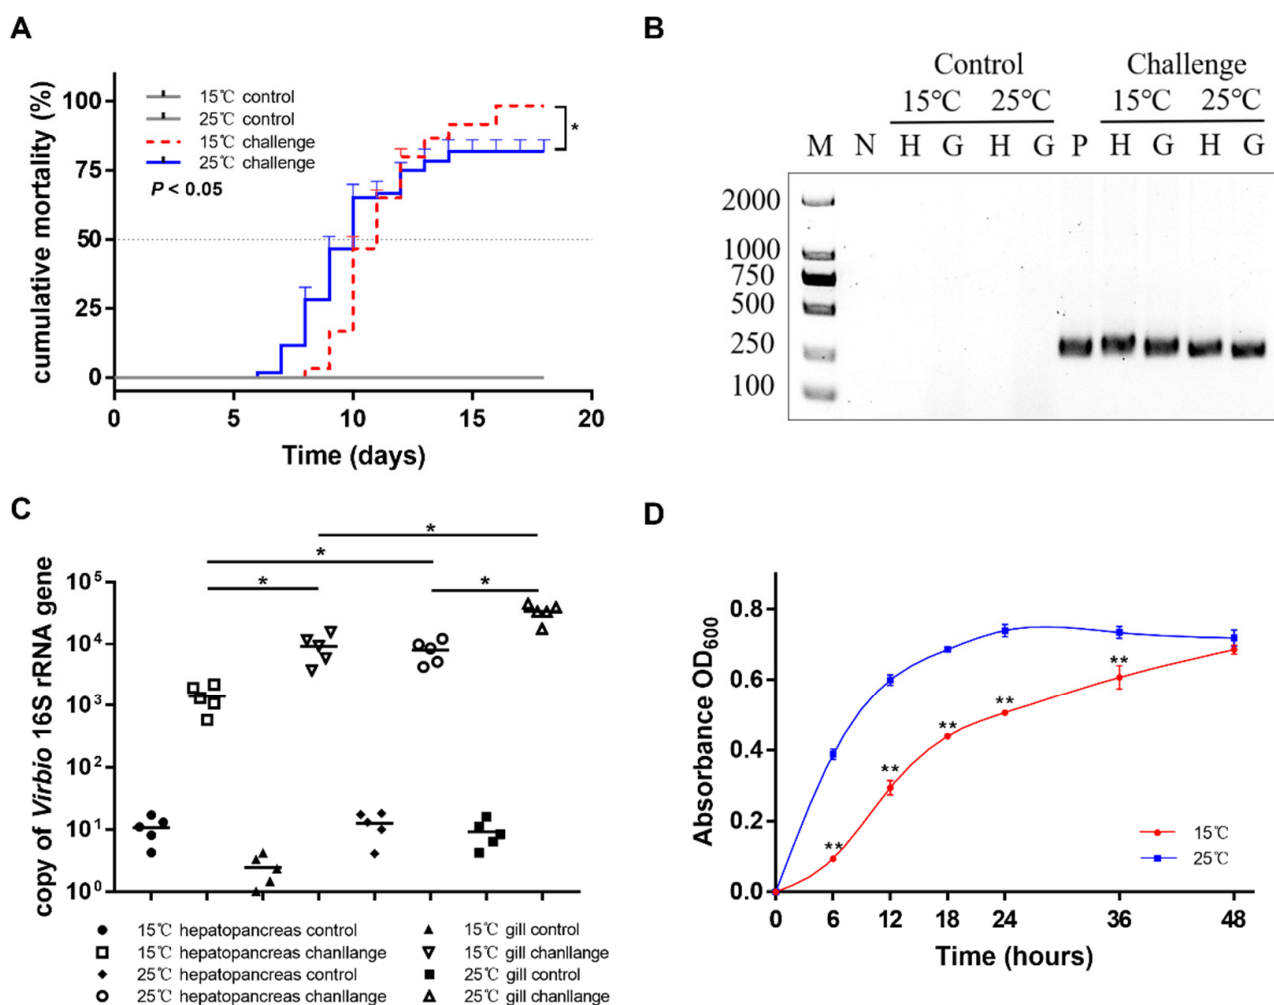 A
cumulative mortality (%)
100
75
50
25
0
15℃ control
25℃ control
15℃ challenge
25℃ challenge
P < 0.05
*
0 5 10 15 20
Time (days)
B
Control Challenge
15℃ 25℃ 15℃ 25℃
M N H G H G P H G H G
2000
1000
750
500
250
100
C
copy of Virbio 16S rRNA gene
10⁵
10⁴
10³
10²
10¹
10⁰
*
*
* *
15℃ hepatopancreas control 15℃ gill control
15℃ hepatopancreas chanllange 15℃ gill chanllange
25℃ hepatopancreas control 25℃ gill control
25℃ hepatopancreas chanllange 25℃ gill chanllange
D
Absorbance OD₆₀₀
0.8
0.6
0.4
0.2
0.0
**
**
**
**
**
15℃
25℃
0 6 12 18 24 36 48
Time (hours)